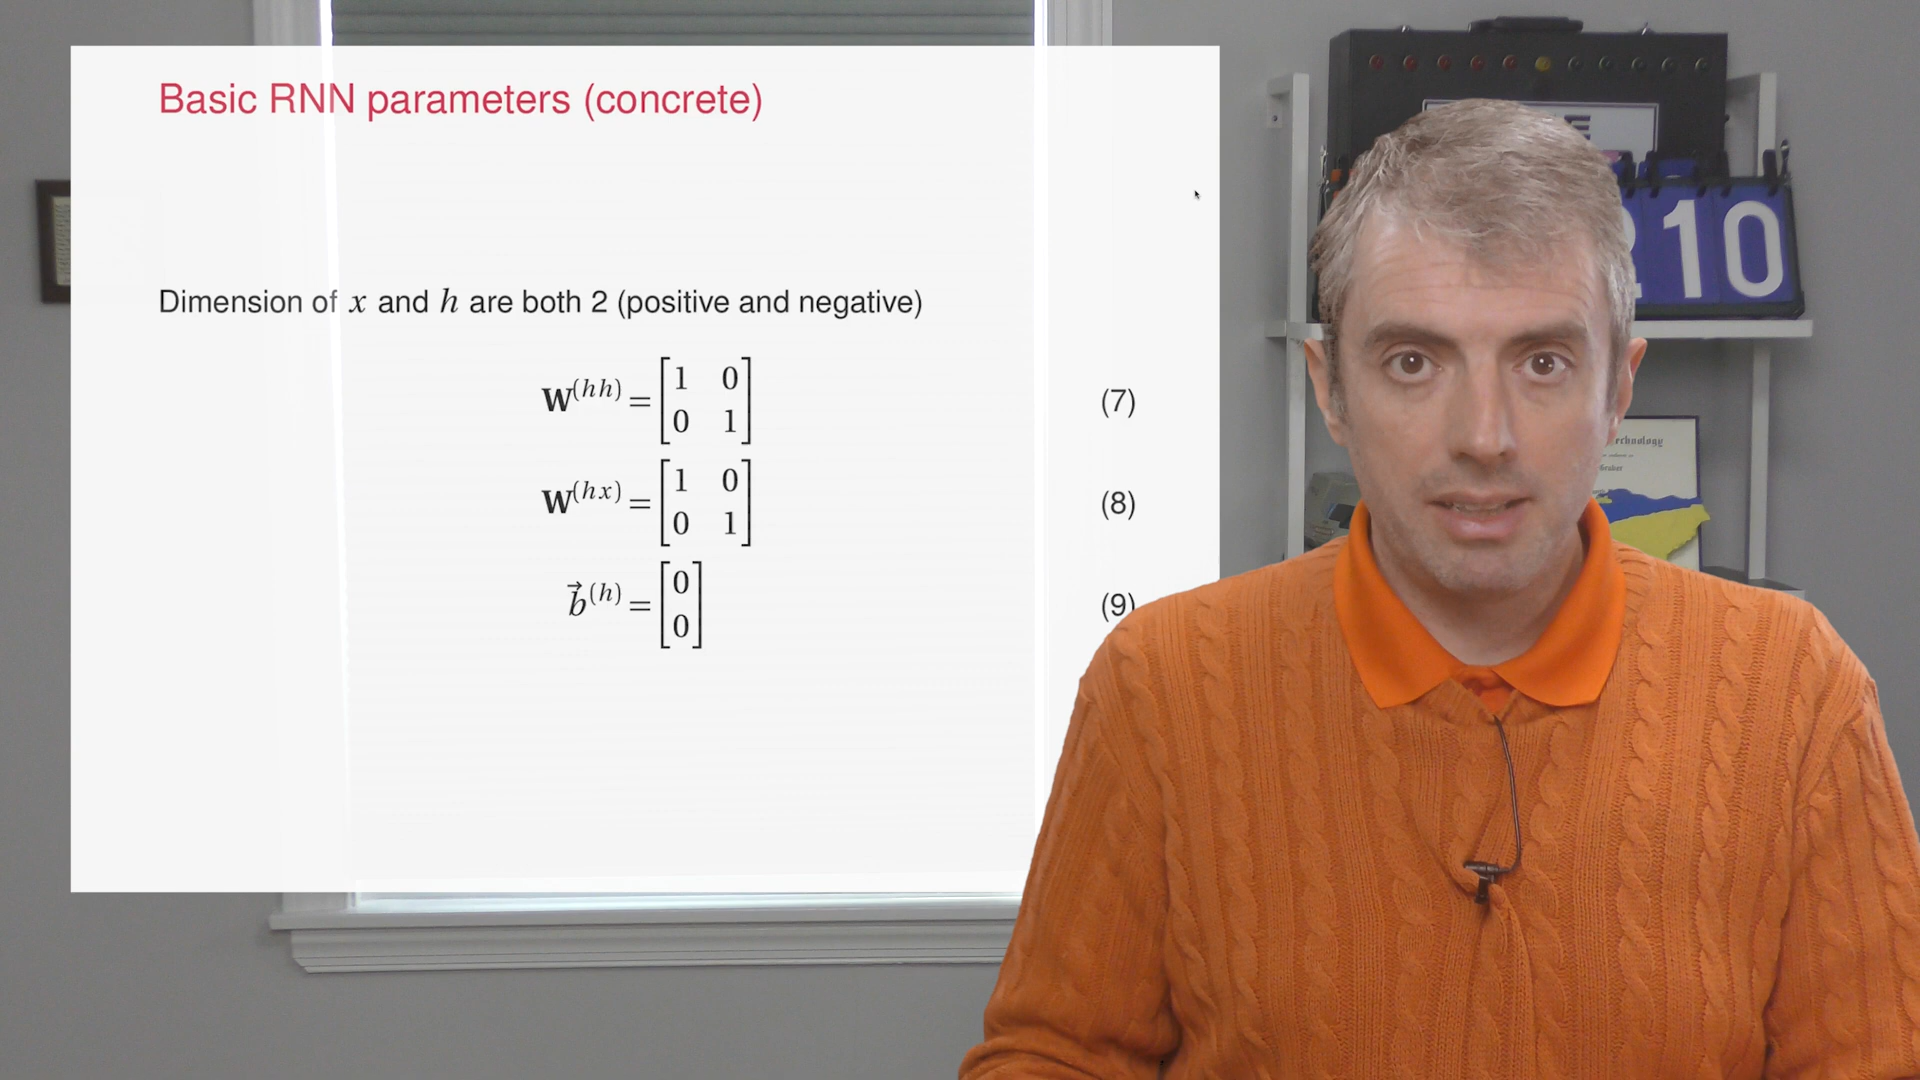 Basic RNN parameters (concrete)
Dimension of x and h are both 2 (positive and negative)
W^(hh) = [1 0; 0 1] (7)
W^(hx) = [1 0; 0 1] (8)
b⃗^(h) = [0; 0] (9)
10